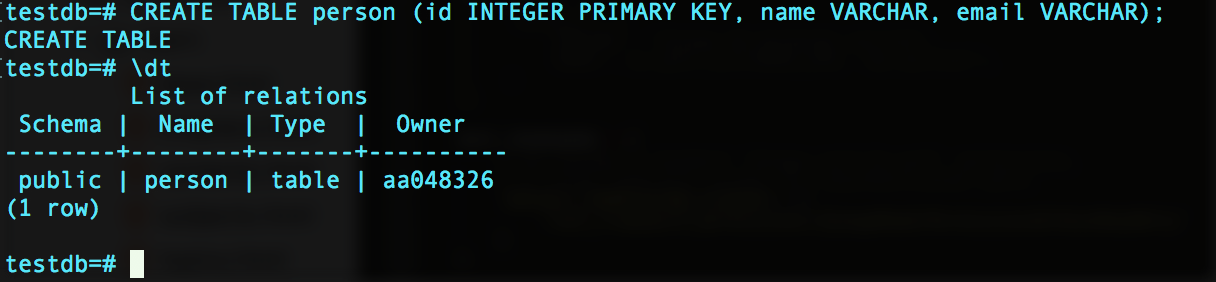 testdb=# CREATE TABLE person (id INTEGER PRIMARY KEY, name VARCHAR, email VARCHAR);
CREATE TABLE
testdb=# \dt
         List of relations
 Schema |  Name  | Type  |  Owner
--------+--------+-------+----------
 public | person | table | aa048326
(1 row)

testdb=#